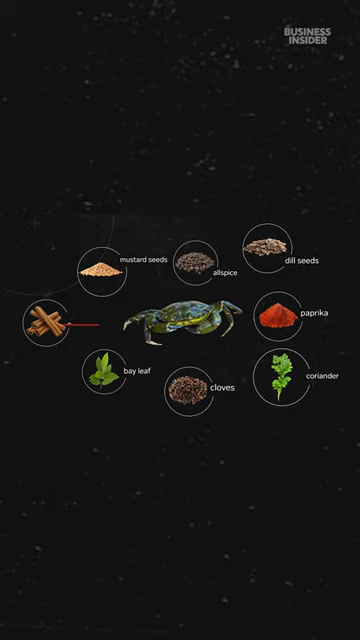 BUSINESS
INSIDER
mustard seeds
allspice
dill seeds
paprika
bay leaf
cloves
coriander